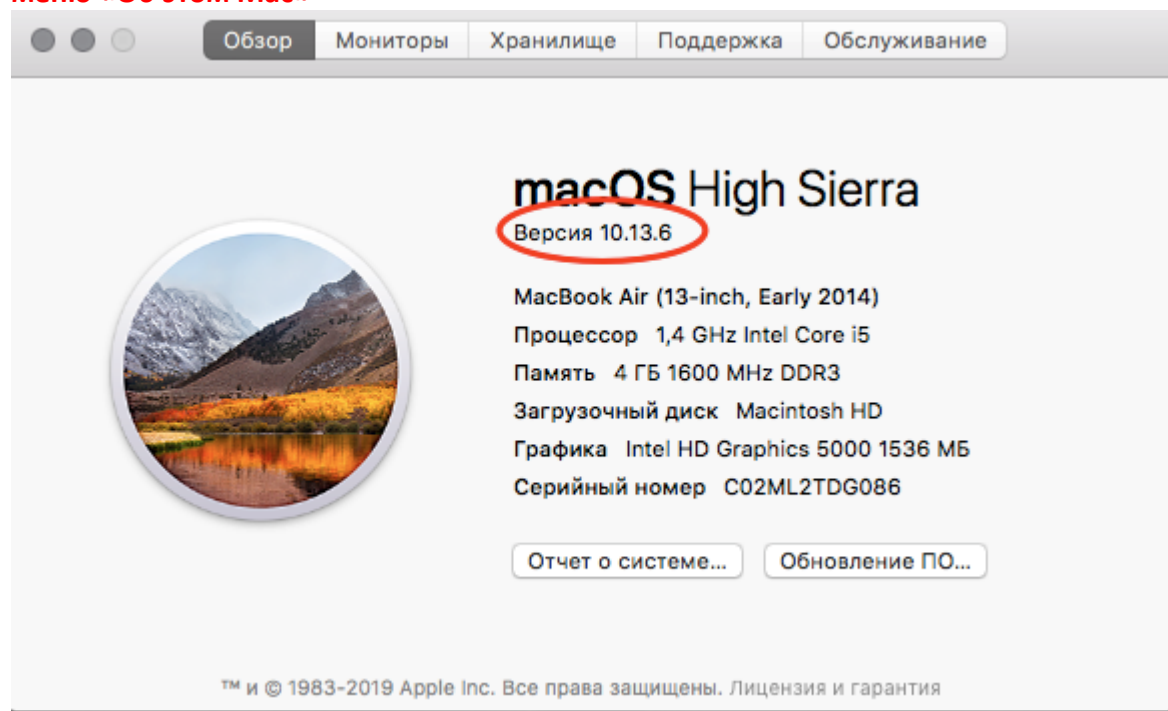 Обзор Мониторы Хранилище Поддержка Обслуживание
macOS High Sierra
Версия 10.13.6
MacBook Air (13-inch, Early 2014)
Процессор 1,4 GHz Intel Core i5
Память 4 ГБ 1600 MHz DDR3
Загрузочный диск Macintosh HD
Графика Intel HD Graphics 5000 1536 МБ
Серийный номер C02ML2TDG086
Отчет о системе... Обновление ПО...
™ и © 1983-2019 Apple Inc. Все права защищены. Лицензия и гарантия